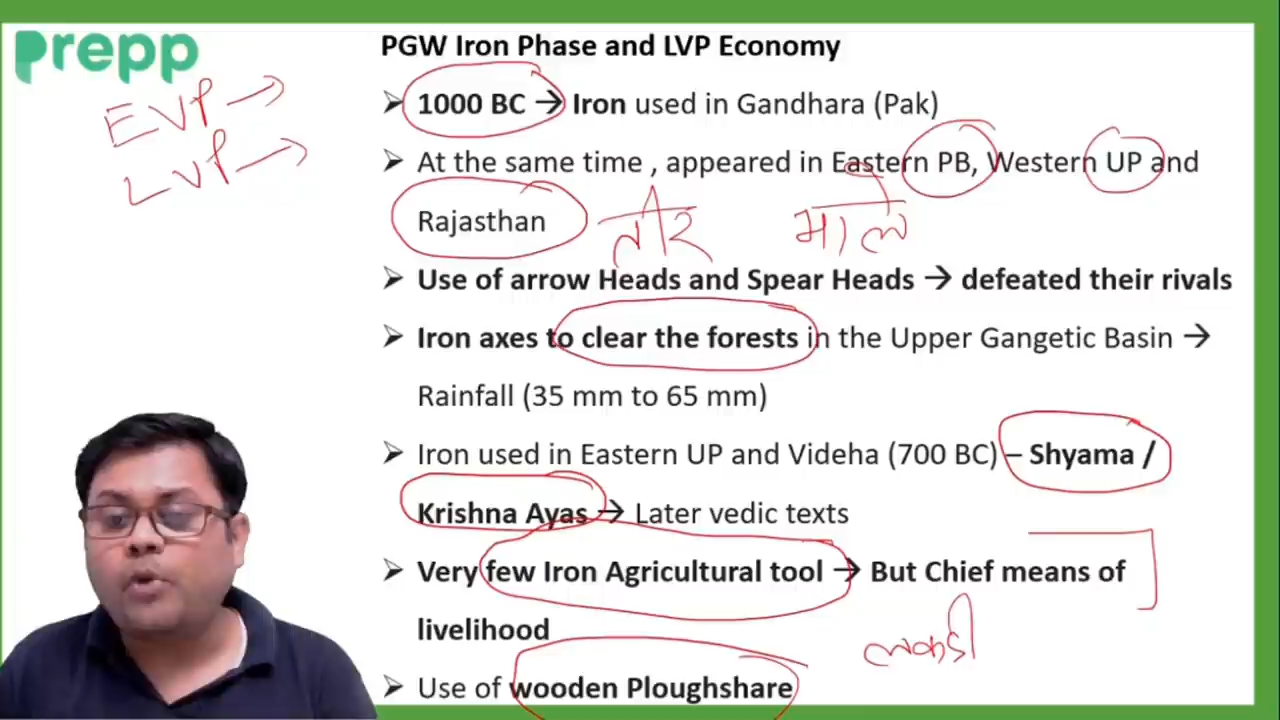 prepp
PGW Iron Phase and LVP Economy
EVP →
LVP →
➤ 1000 BC → Iron used in Gandhara (Pak)
➤ At the same time , appeared in Eastern PB, Western UP and
Rajasthan
तीर भाला
➤ Use of arrow Heads and Spear Heads → defeated their rivals
➤ Iron axes to clear the forests in the Upper Gangetic Basin →
Rainfall (35 mm to 65 mm)
➤ Iron used in Eastern UP and Videha (700 BC) – Shyama /
Krishna Ayas → Later vedic texts
➤ Very few Iron Agricultural tool → But Chief means of
livelihood
लकड़ी
➤ Use of wooden Ploughshare